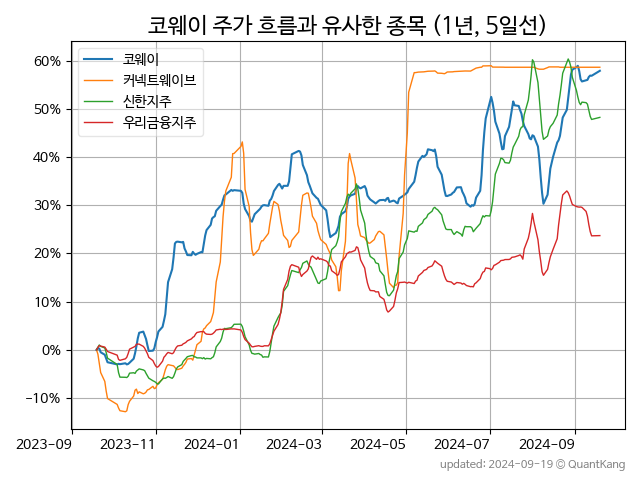 코웨이 주가 흐름과 유사한 종목 (1년, 5일선)
코웨이
커넥트웨이브
신한지주
우리금융지주
60%
50%
40%
30%
20%
10%
0%
−10%
2023-09
2023-11
2024-01
2024-03
2024-05
2024-07
2024-09
updated: 2024-09-19 © QuantKang